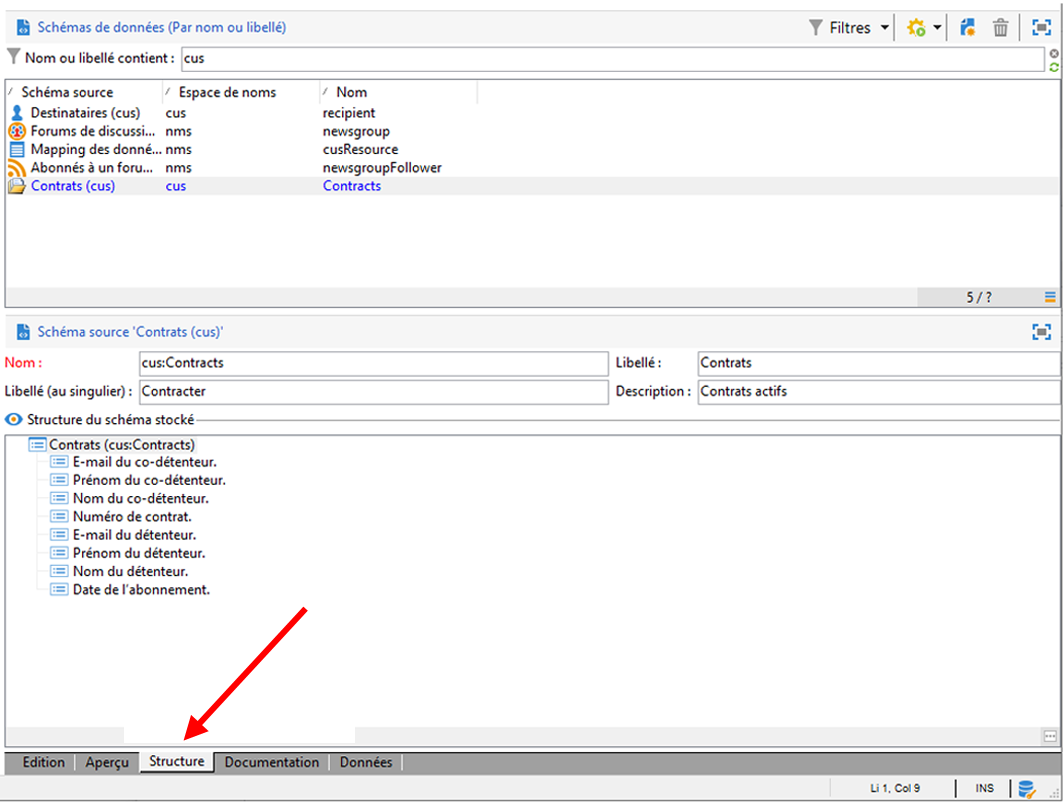 Schémas de données (Par nom ou libellé) Filtres
Nom ou libellé contient : cus
Schéma source Espace de noms Nom
Destinataires (cus) cus recipient
Forums de discussi... nms newsgroup
Mapping des donné... nms cusResource
Abonnés à un foru... nms newsgroupFollower
Contrats (cus) cus Contracts
5 / ?
Schéma source 'Contrats (cus)'
Nom : cus:Contracts Libellé : Contrats
Libellé (au singulier) : Contracter Description : Contrats actifs
Structure du schéma stocké
Contrats (cus:Contracts)
E-mail du co-détenteur.
Prénom du co-détenteur.
Nom du co-détenteur.
Numéro de contrat.
E-mail du détenteur.
Prénom du détenteur.
Nom du détenteur.
Date de l'abonnement.
Edition Aperçu Structure Documentation Données
Li 1, Col 9 INS